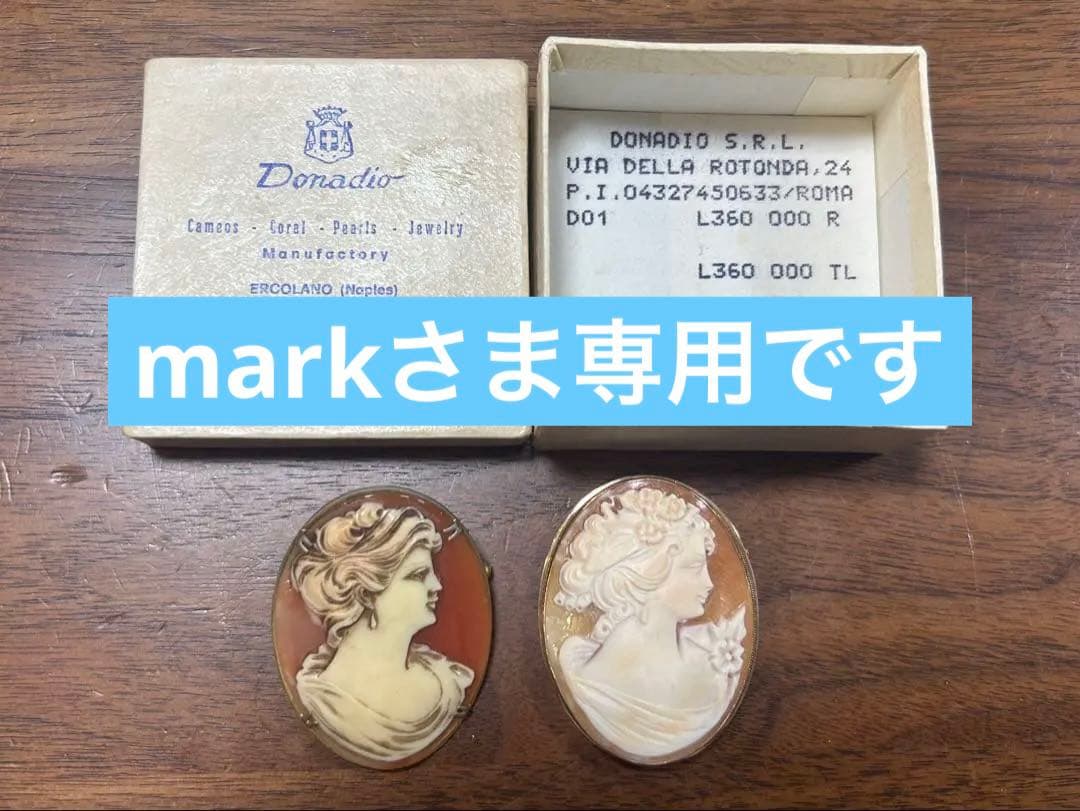 Donadio
Cameos - Coral - Pearls - Jewelry
Manufactory
ERCOLANO (Naples)
DONADIO S.R.L.
VIA DELLA ROTONDA,24
P.I.04327450633/ROMA
D01 L360 000 R
L360 000 TL
markさま専用です